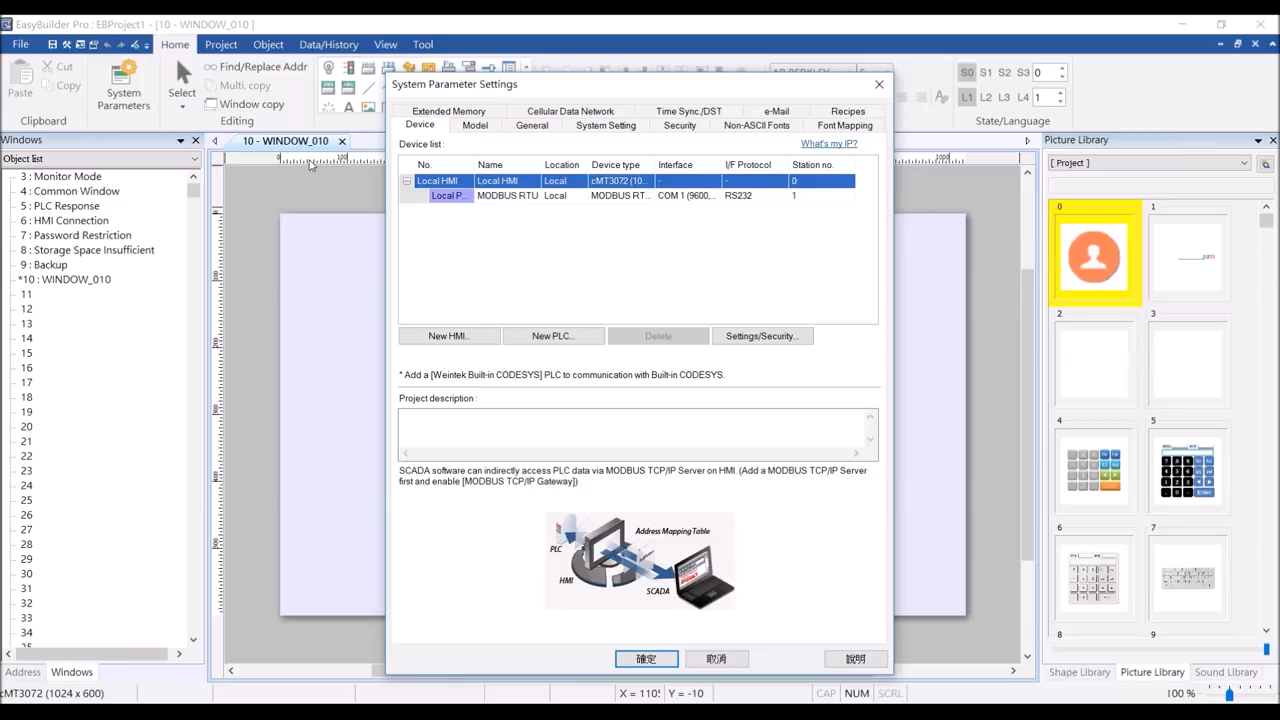 EasyBuilder Pro : EBProject1 - [10 - WINDOW_010 ]
File Home Project Object Data/History View Tool
Paste
Cut
Copy
Clipboard
System
Parameters
Select
Find/Replace Addr
Multi. copy
Window copy
Editing
S0 S1 S2 S3 0
L1 L2 L3 L4 1
State/Language
Windows
Object list
3 : Monitor Mode
4 : Common Window
5 : PLC Response
6 : HMI Connection
7 : Password Restriction
8 : Storage Space Insufficient
9 : Backup
*10 : WINDOW_010
11
12
13
14
15
16
17
18
19
20
21
22
23
24
25
26
27
28
29
30
31
32
33
34
Address Windows
10 - WINDOW_010
System Parameter Settings
Extended Memory Cellular Data Network Time Sync./DST e-Mail Recipes
Device Model General System Setting Security Non-ASCII Fonts Font Mapping
Device list:
What's my IP?
No. Name Location Device type Interface I/F Protocol Station no.
Local HMI Local HMI Local cMT3072 (10... - - 0
Local P... MODBUS RTU Local MODBUS RT... COM 1 (9600,... RS232 1
New HMI... New PLC... Delete Settings/Security...
* Add a [Weintek Built-in CODESYS] PLC to communication with Built-in CODESYS.
Project description :
SCADA software can indirectly access PLC data via MODBUS TCP/IP Server on HMI. (Add a MODBUS TCP/IP Server
first and enable [MODBUS TCP/IP Gateway])
Address Mapping Table
PLC
HMI
SCADA
確定 取消 說明
Picture Library
[ Project ]
0 1
2 3
4 5
6 7
8 9
Shape Library Picture Library Sound Library
cMT3072 (1024 x 600)
X = 110 Y = -10
CAP NUM SCRL
100 %